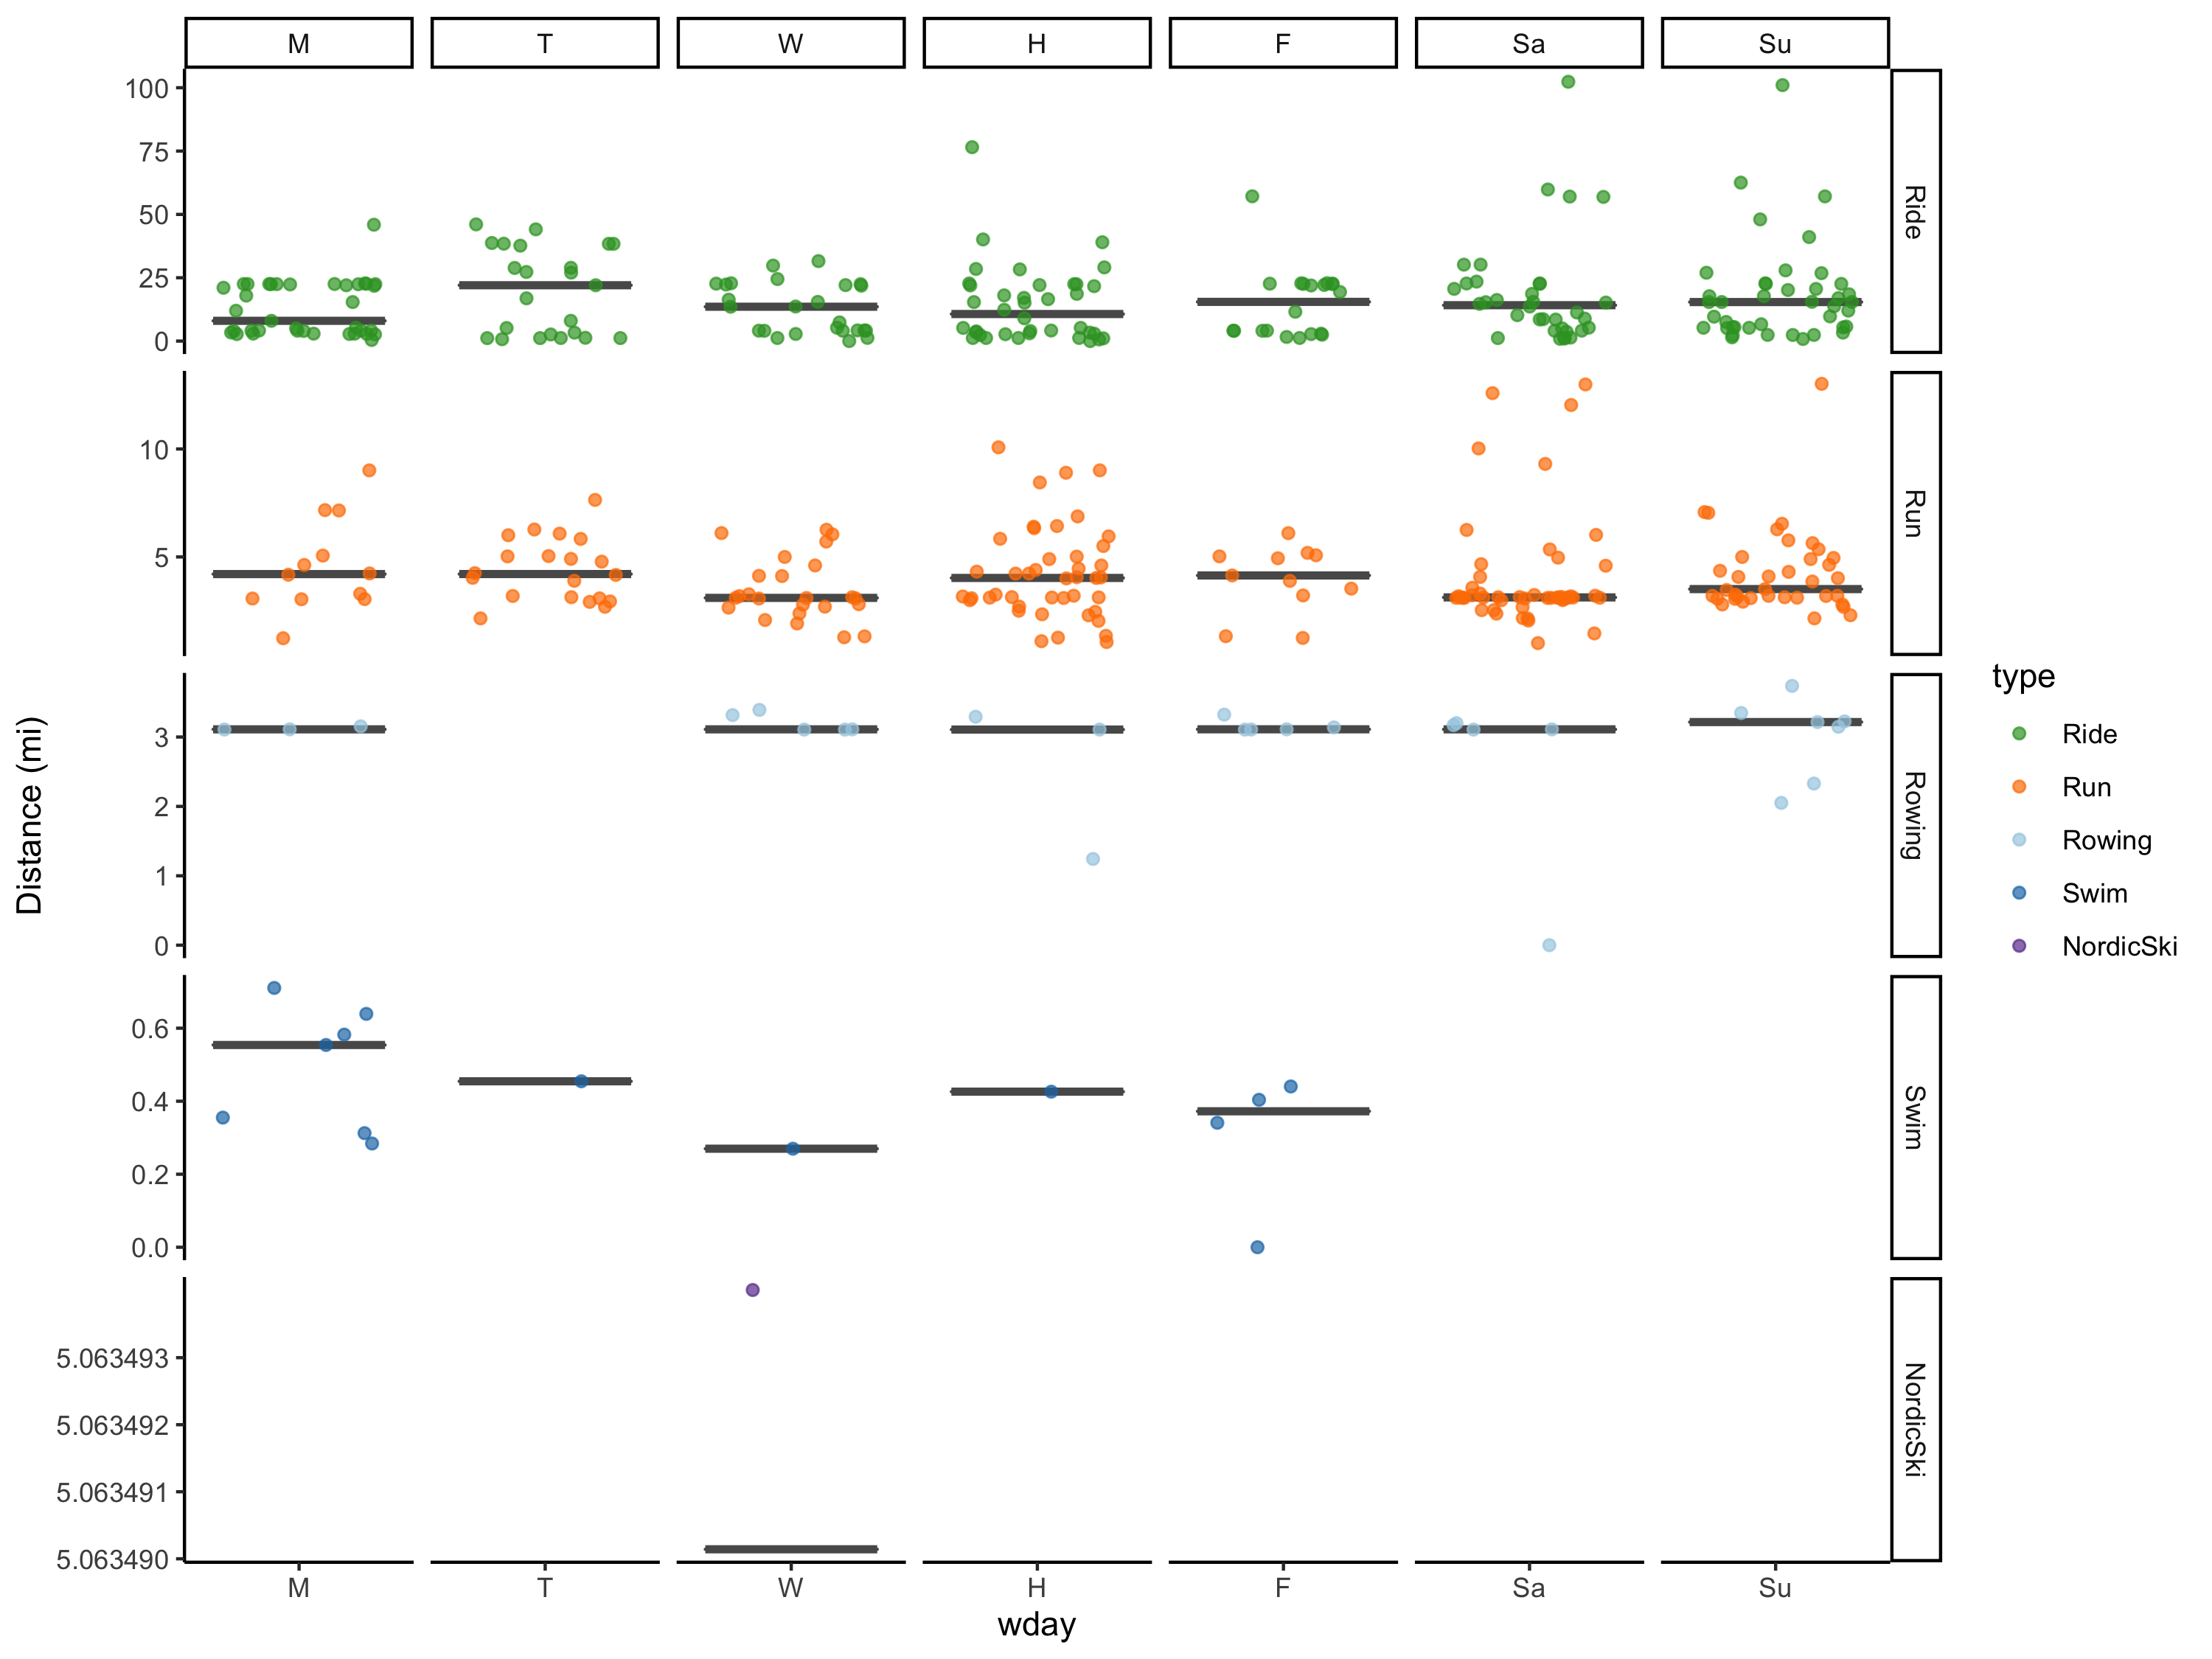 M T W H F Sa Su
100
75
50
25
0
Ride
10
5
Run
3
2
1
0
Rowing
0.6
0.4
0.2
0.0
Swim
5.063493
5.063492
5.063491
5.063490
NordicSki
M T W H F Sa Su
wday
Distance (mi)
type
Ride
Run
Rowing
Swim
NordicSki